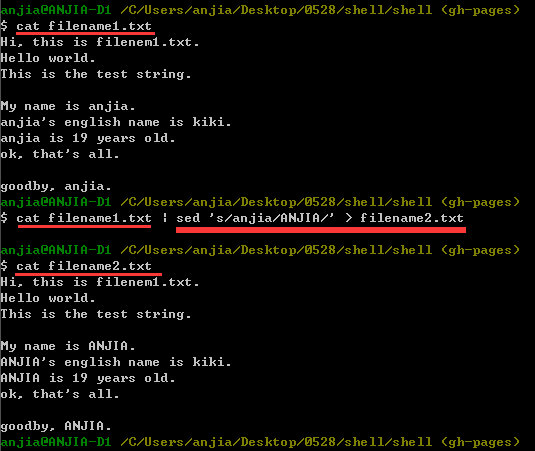 anjia@ANJIA-D1 /C/Users/anjia/Desktop/0528/shell/shell (gh-pages)
$ cat filename1.txt
Hi, this is filenem1.txt.
Hello world.
This is the test string.

My name is anjia.
anjia's english name is kiki.
anjia is 19 years old.
ok, that's all.

goodby, anjia.
anjia@ANJIA-D1 /C/Users/anjia/Desktop/0528/shell/shell (gh-pages)
$ cat filename1.txt | sed 's/anjia/ANJIA/' > filename2.txt

anjia@ANJIA-D1 /C/Users/anjia/Desktop/0528/shell/shell (gh-pages)
$ cat filename2.txt
Hi, this is filenem1.txt.
Hello world.
This is the test string.

My name is ANJIA.
ANJIA's english name is kiki.
ANJIA is 19 years old.
ok, that's all.

goodby, ANJIA.
anjia@ANJIA-D1 /C/Users/anjia/Desktop/0528/shell/shell (gh-pages)